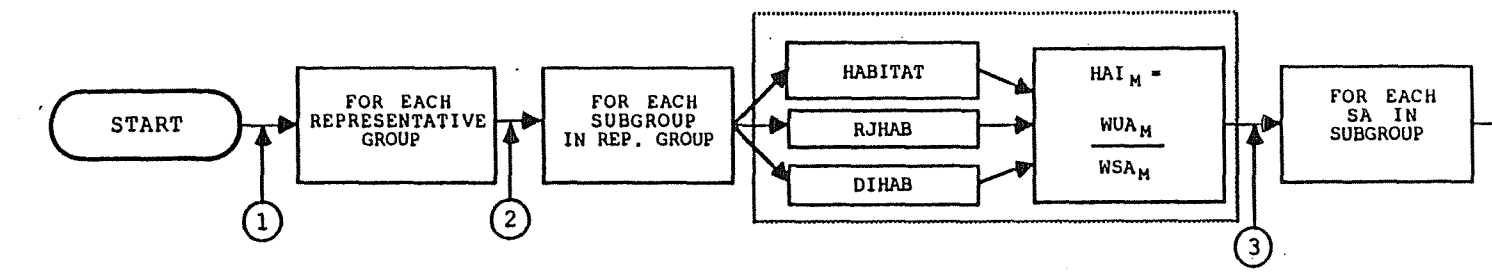 START
FOR EACH
REPRESENTATIVE
GROUP
FOR EACH
SUBGROUP
IN REP. GROUP
HABITAT
RJHAB
DIHAB
HAI M =
WUA M
WSA M
FOR EACH
SA IN
SUBGROUP
1
2
3